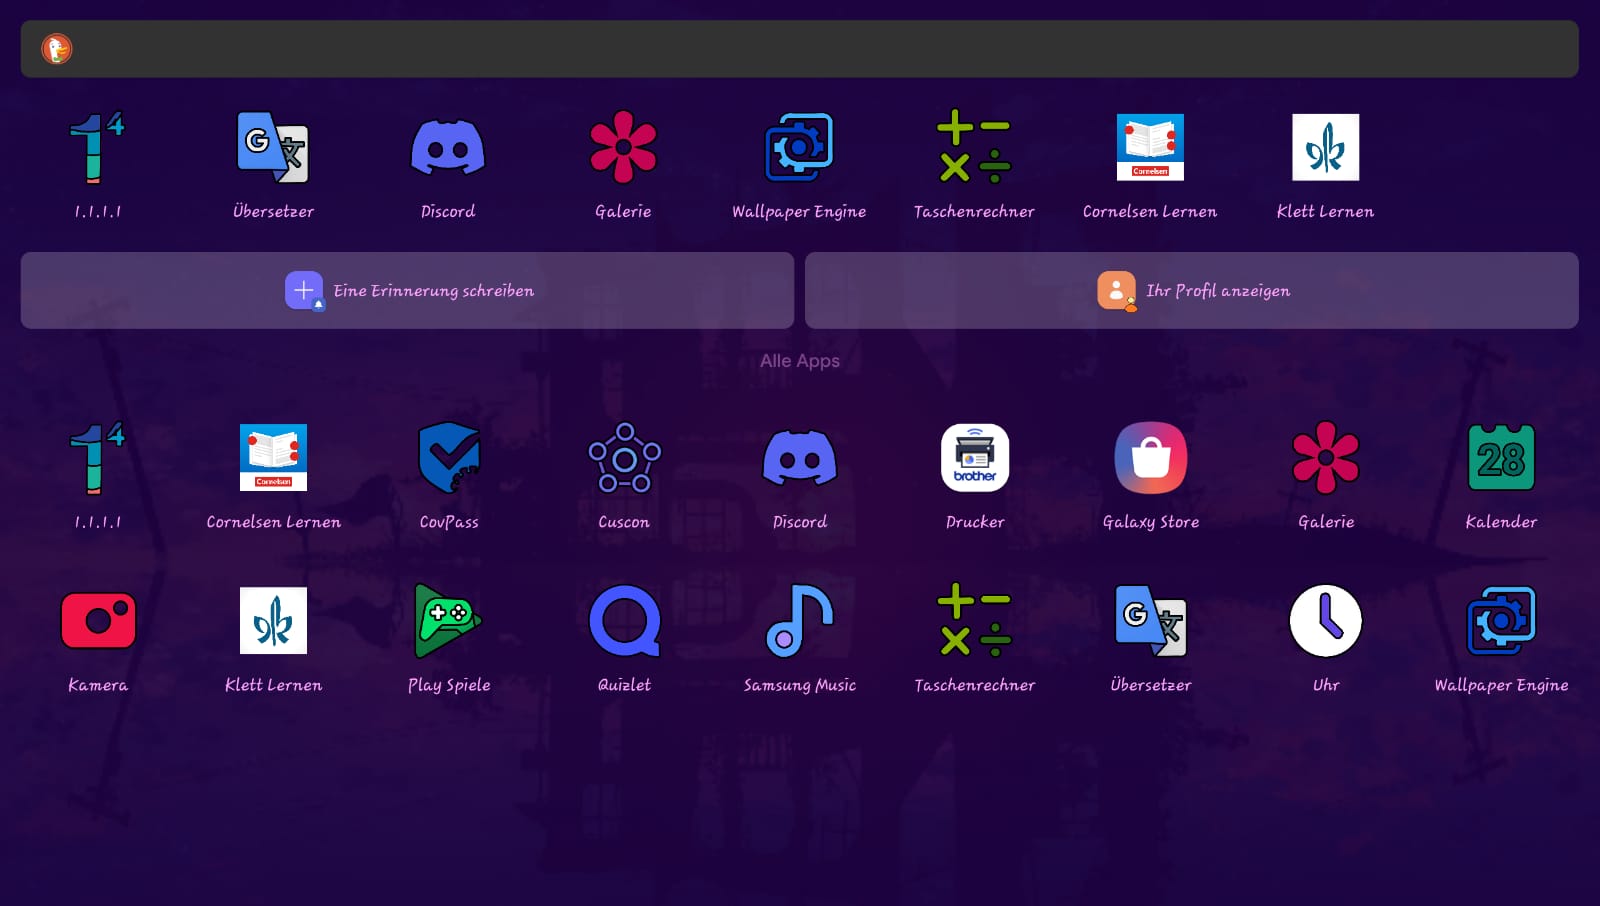 1.1.1.1 Übersetzer Discord Galerie Wallpaper Engine Taschenrechner Cornelsen Lernen Klett Lernen
Eine Erinnerung schreiben Ihr Profil anzeigen
Alle Apps
Cornelsen
brother
28
1.1.1.1 Cornelsen Lernen CovPass Cuscon Discord Drucker Galaxy Store Galerie Kalender
Kamera Klett Lernen Play Spiele Quizlet Samsung Music Taschenrechner Übersetzer Uhr Wallpaper Engine